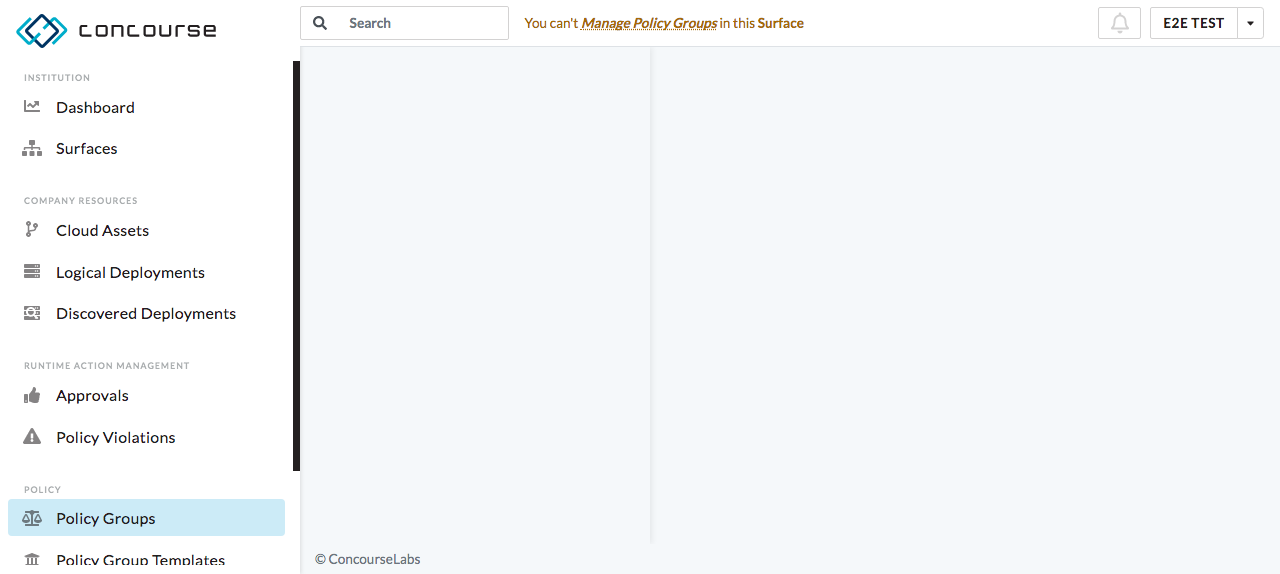 concourse
Search
You can't Manage Policy Groups in this Surface
E2E TEST
INSTITUTION
Dashboard
Surfaces
COMPANY RESOURCES
Cloud Assets
Logical Deployments
Discovered Deployments
RUNTIME ACTION MANAGEMENT
Approvals
Policy Violations
POLICY
Policy Groups
Policy Group Templates
© ConcourseLabs